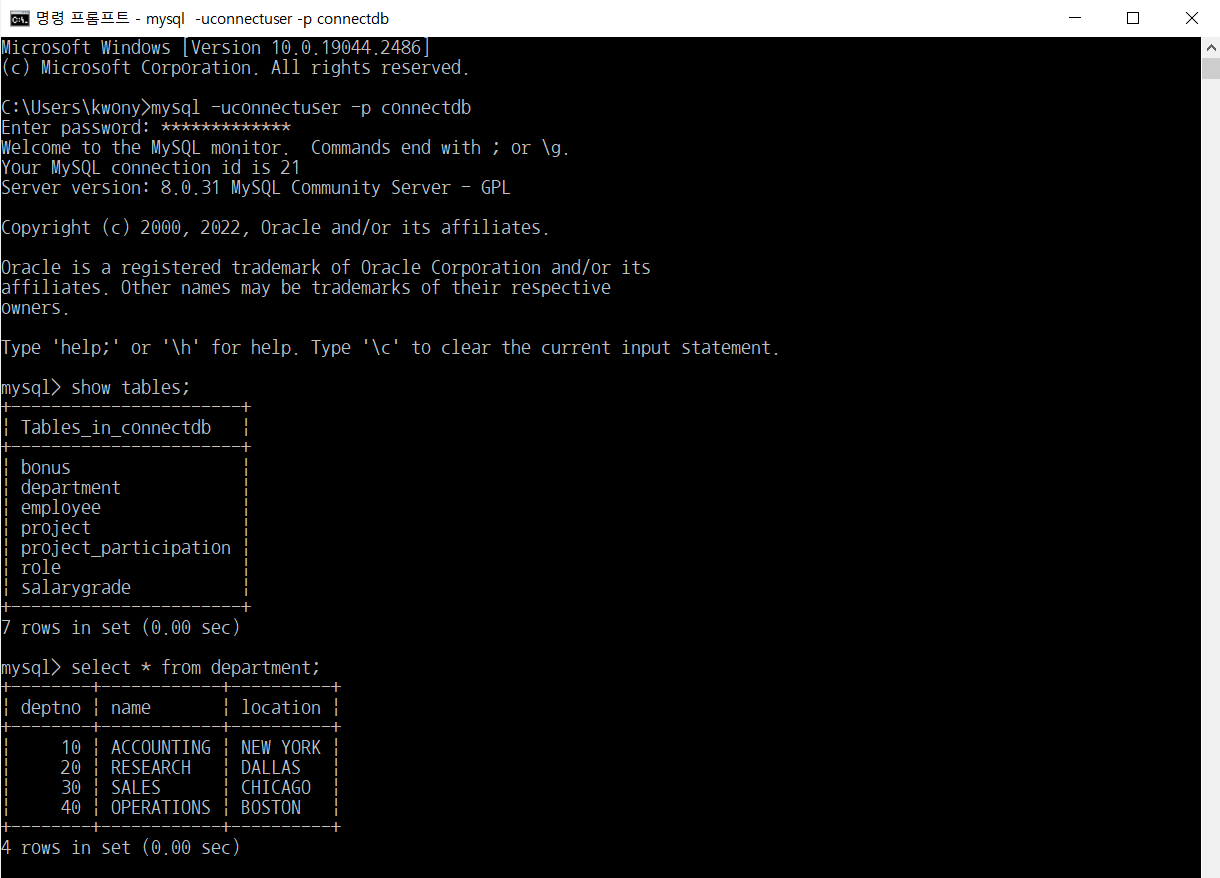 명령 프롬프트 - mysql  -uconnectuser -p connectdb
Microsoft Windows [Version 10.0.19044.2486]
(c) Microsoft Corporation. All rights reserved.
C:\Users\kwony>mysql -uconnectuser -p connectdb
Enter password: *************
Welcome to the MySQL monitor.  Commands end with ; or \g.
Your MySQL connection id is 21
Server version: 8.0.31 MySQL Community Server - GPL
Copyright (c) 2000, 2022, Oracle and/or its affiliates.
Oracle is a registered trademark of Oracle Corporation and/or its
affiliates. Other names may be trademarks of their respective
owners.
Type 'help;' or '\h' for help. Type '\c' to clear the current input statement.
mysql> show tables;
+-----------------------+
| Tables_in_connectdb   |
+-----------------------+
| bonus                 |
| department            |
| employee              |
| project               |
| project_participation |
| role                  |
| salarygrade           |
+-----------------------+
7 rows in set (0.00 sec)
mysql> select * from department;
+--------+------------+----------+
| deptno | name       | location |
+--------+------------+----------+
|     10 | ACCOUNTING | NEW YORK |
|     20 | RESEARCH   | DALLAS   |
|     30 | SALES      | CHICAGO  |
|     40 | OPERATIONS | BOSTON   |
+--------+------------+----------+
4 rows in set (0.00 sec)